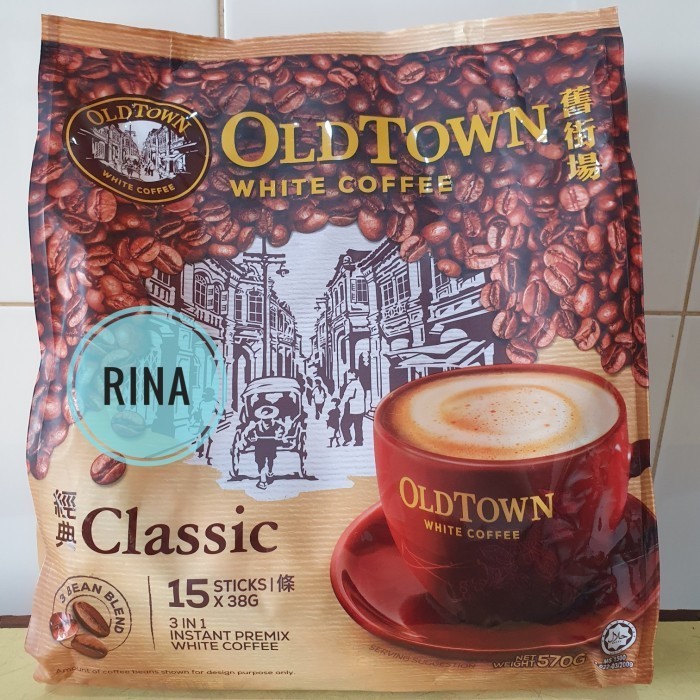 OLDTOWN
WHITE COFFEE
OLDTOWN
WHITE COFFEE
舊街場
RINA
OLDTOWN
WHITE COFFEE
經典
Classic
3 BEAN BLEND
15 STICKS | 條
X 38G
3 IN 1
INSTANT PREMIX
WHITE COFFEE
SERVING SUGGESTION
NET
WEIGHT 570G
Amount of coffee beans shown for design purpose only.
MS 1500